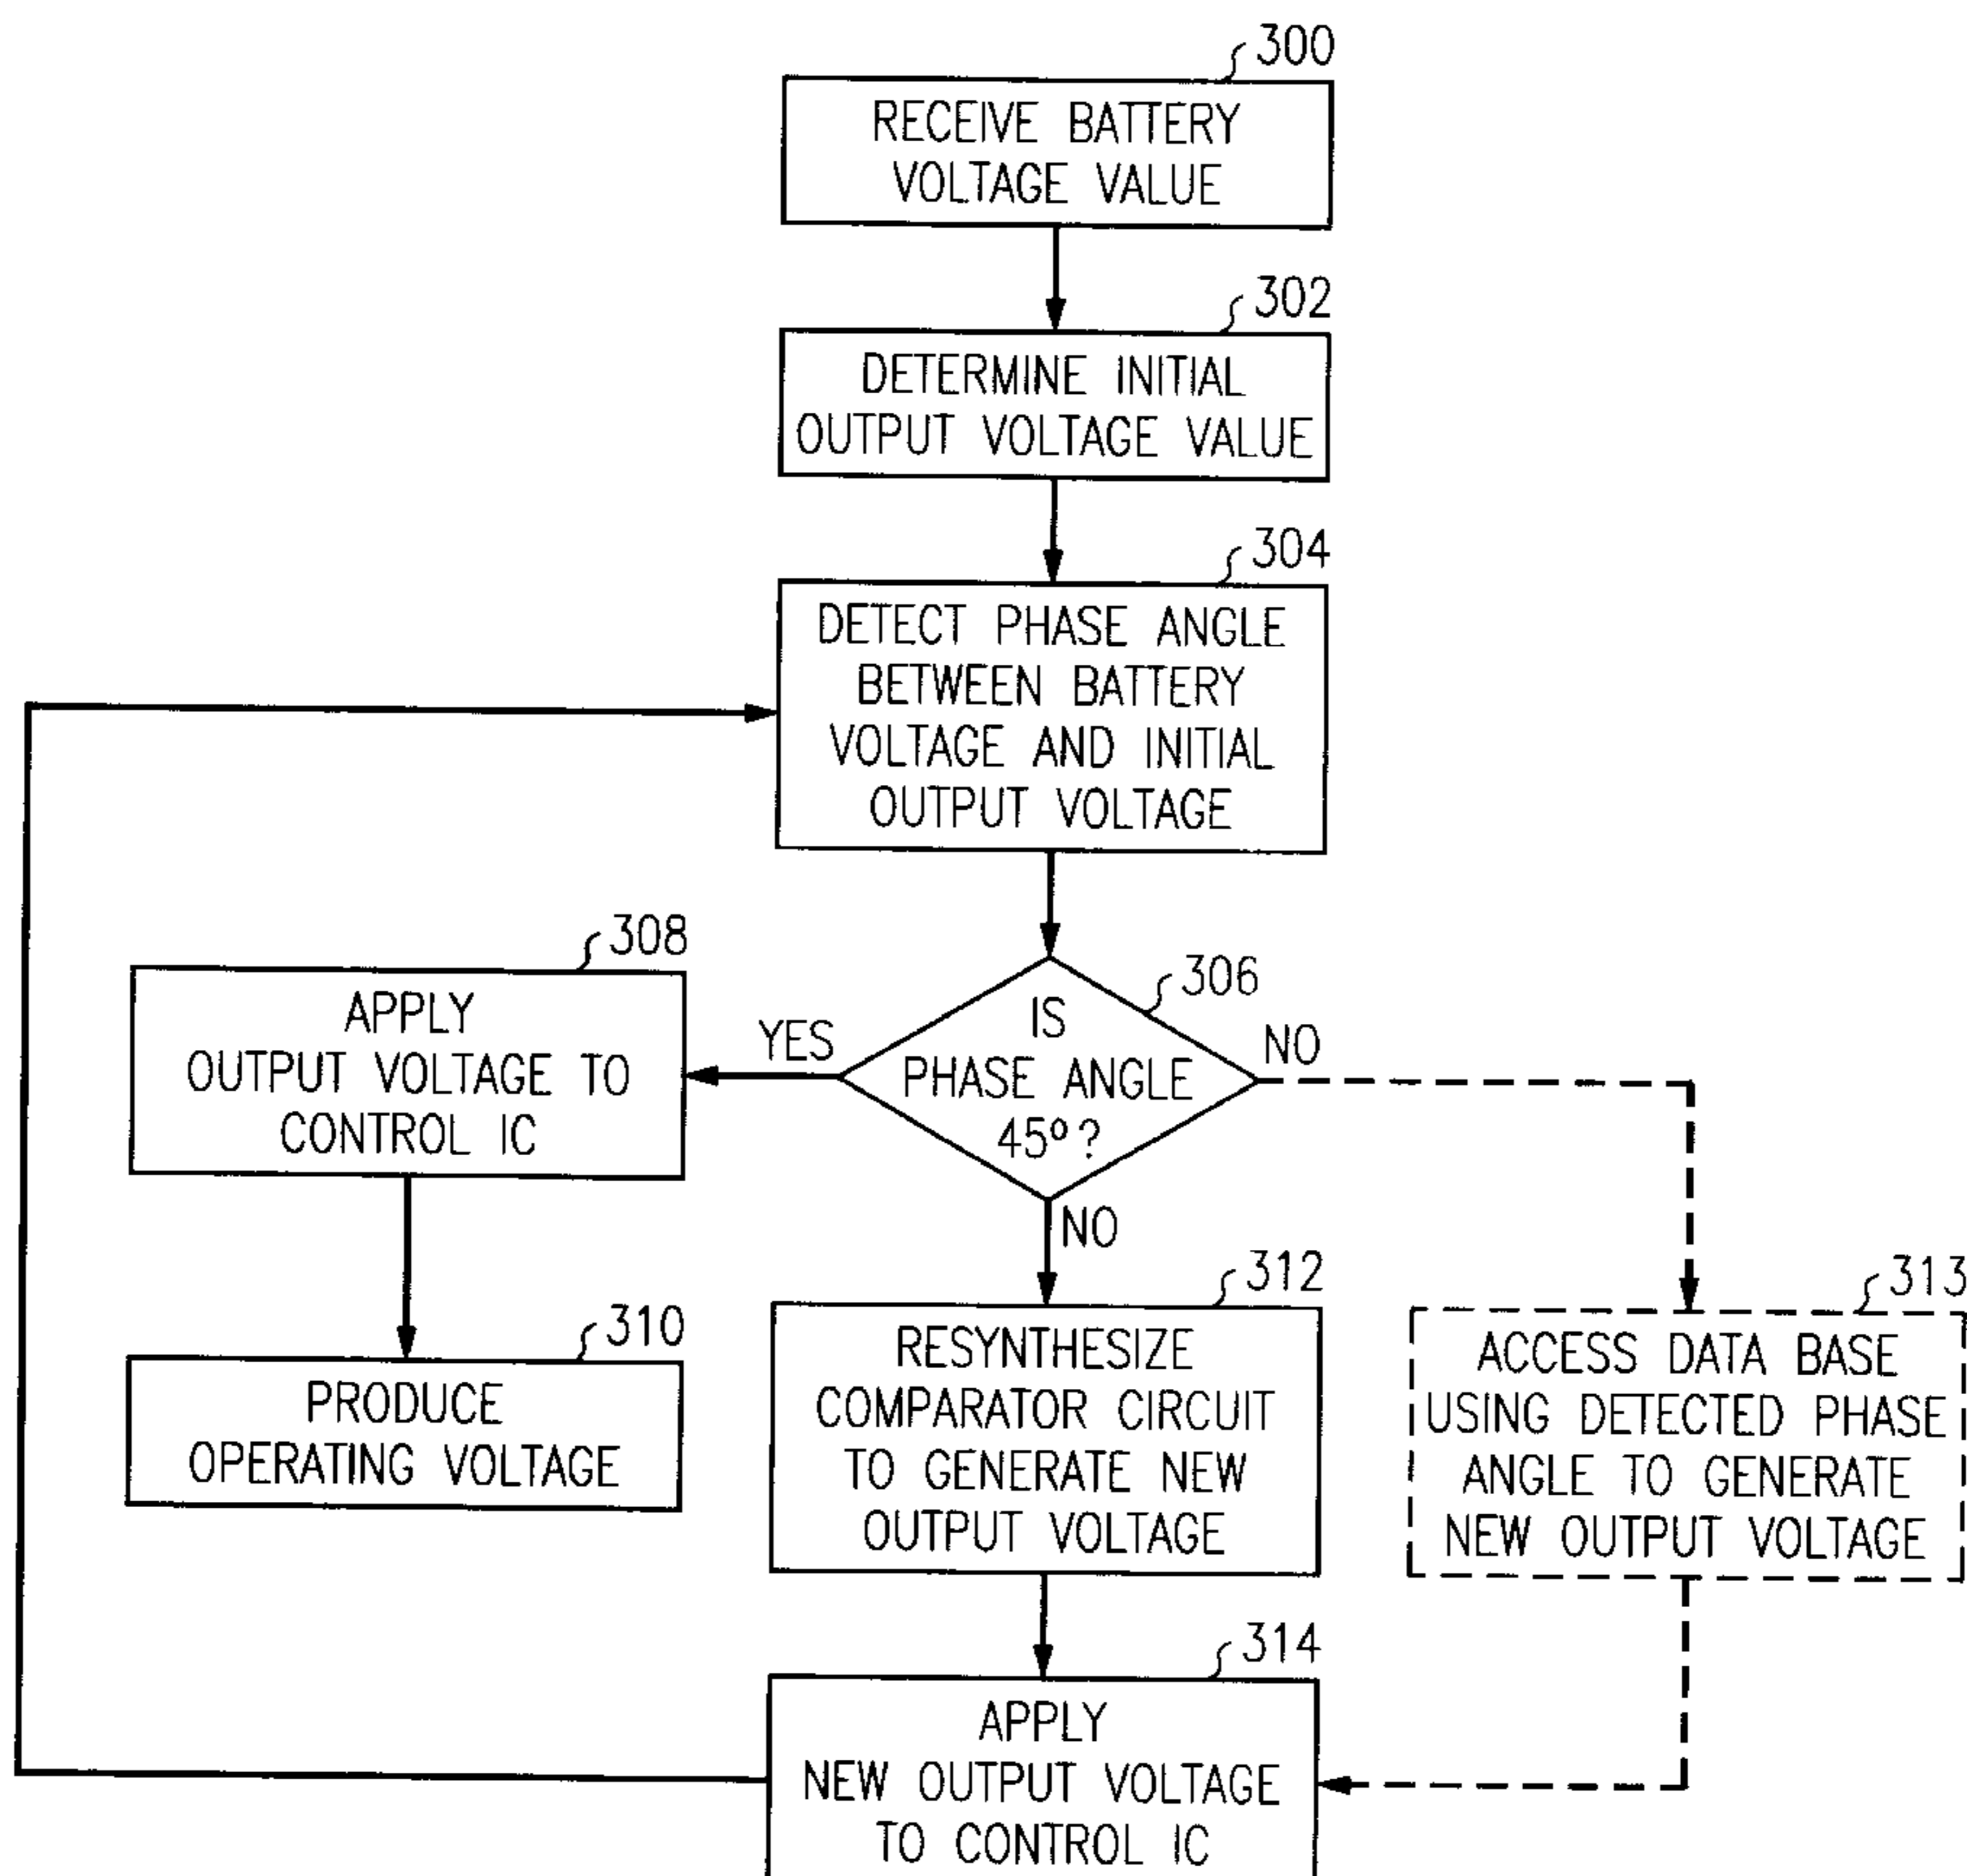 300
RECEIVE BATTERY
VOLTAGE VALUE
302
DETERMINE INITIAL
OUTPUT VOLTAGE VALUE
304
DETECT PHASE ANGLE
BETWEEN BATTERY
VOLTAGE AND INITIAL
OUTPUT VOLTAGE
306
IS
PHASE ANGLE
45º?
YES
NO
NO
308
APPLY
OUTPUT VOLTAGE TO
CONTROL IC
310
PRODUCE
OPERATING VOLTAGE
312
RESYNTHESIZE
COMPARATOR CIRCUIT
TO GENERATE NEW
OUTPUT VOLTAGE
313
ACCESS DATA BASE
USING DETECTED PHASE
ANGLE TO GENERATE
NEW OUTPUT VOLTAGE
314
APPLY
NEW OUTPUT VOLTAGE
TO CONTROL IC